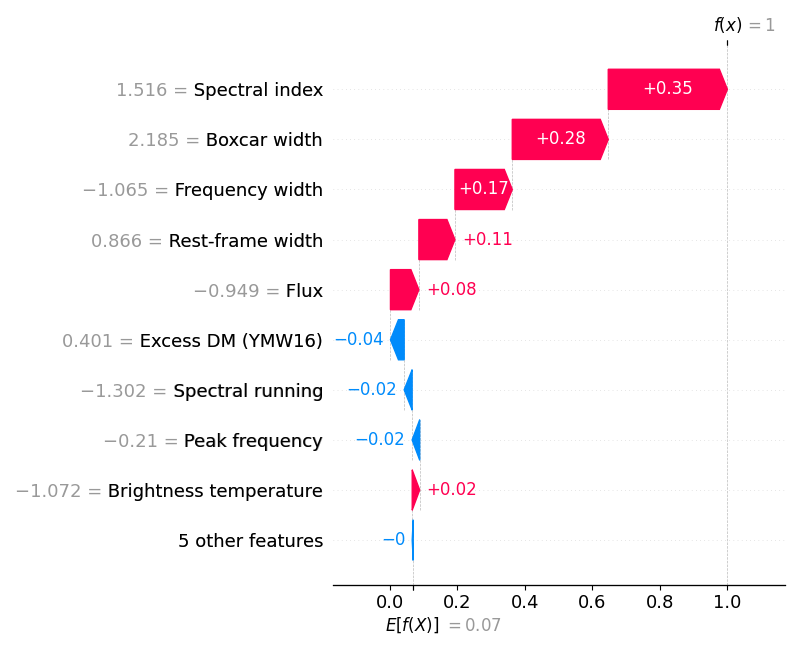 f(x) = 1
1.516 = Spectral index +0.35
2.185 = Boxcar width +0.28
−1.065 = Frequency width +0.17
0.866 = Rest-frame width +0.11
−0.949 = Flux +0.08
0.401 = Excess DM (YMW16) −0.04
−1.302 = Spectral running −0.02
−0.21 = Peak frequency −0.02
−1.072 = Brightness temperature +0.02
5 other features −0
0.0 0.2 0.4 0.6 0.8 1.0
E[f(X)] = 0.07